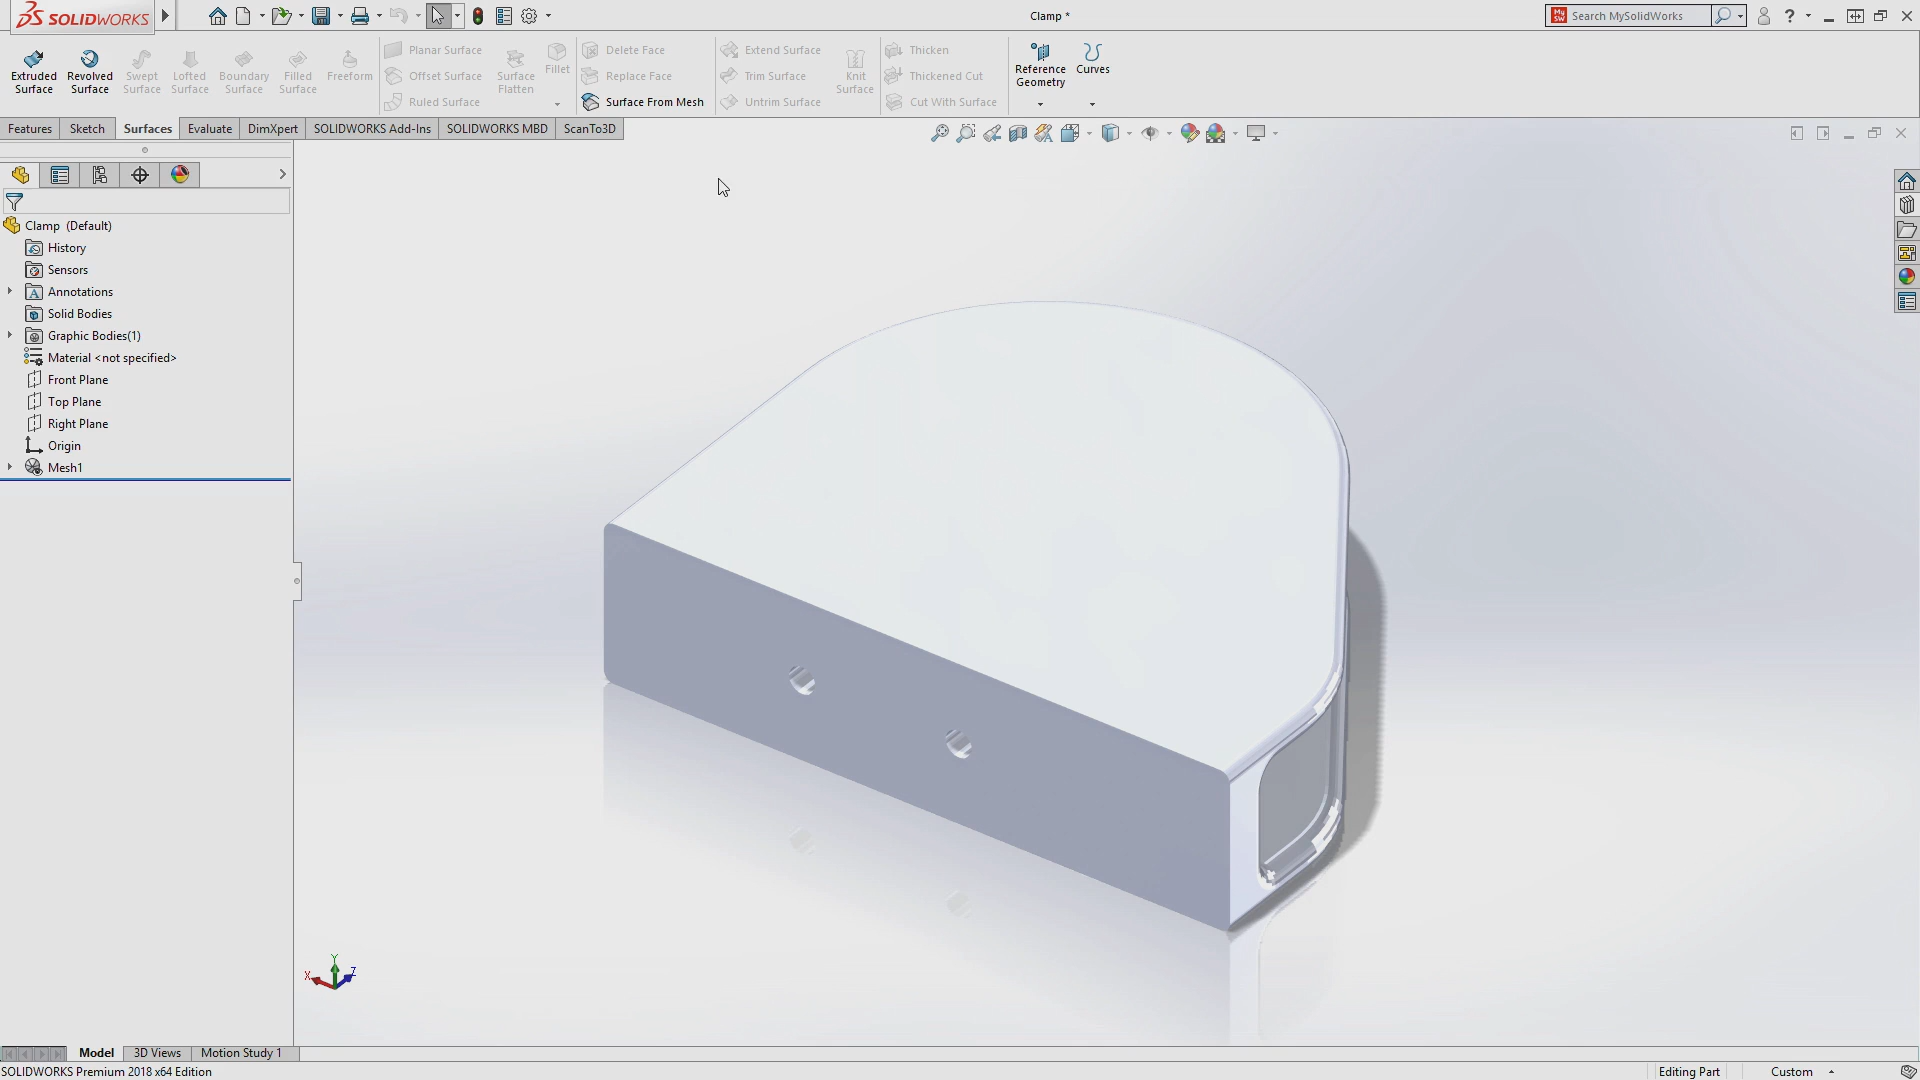 SOLIDWORKS
Clamp *
Search MySolidWorks
My
SW
?
Extruded
Surface
Revolved
Surface
Swept
Surface
Lofted
Surface
Boundary
Surface
Filled
Surface
Freeform
Planar Surface
Offset Surface
Ruled Surface
Surface
Flatten
Fillet
Delete Face
Replace Face
Surface From Mesh
Extend Surface
Trim Surface
Untrim Surface
Knit
Surface
Thicken
Thickened Cut
Cut With Surface
Reference
Geometry
Curves
Features Sketch Surfaces Evaluate DimXpert SOLIDWORKS Add-Ins SOLIDWORKS MBD ScanTo3D
Clamp (Default)
History
Sensors
A Annotations
Solid Bodies
Graphic Bodies(1)
Material <not specified>
Front Plane
Top Plane
Right Plane
Origin
Mesh1
Y
X
Z
Model 3D Views Motion Study 1
SOLIDWORKS Premium 2018 x64 Edition
Editing Part
Custom